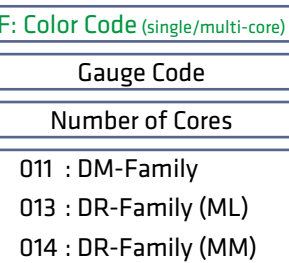 F: Color Code (single/multi-core)
Gauge Code
Number of Cores
011 : DM-Family
013 : DR-Family (ML)
014 : DR-Family (MM)